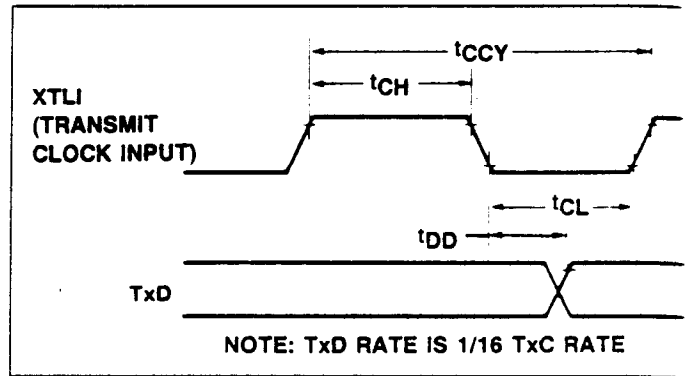 tCCY
tCH
XTLI
(TRANSMIT
CLOCK INPUT)
tCL
tDD
TxD
NOTE: TxD RATE IS 1/16 TxC RATE